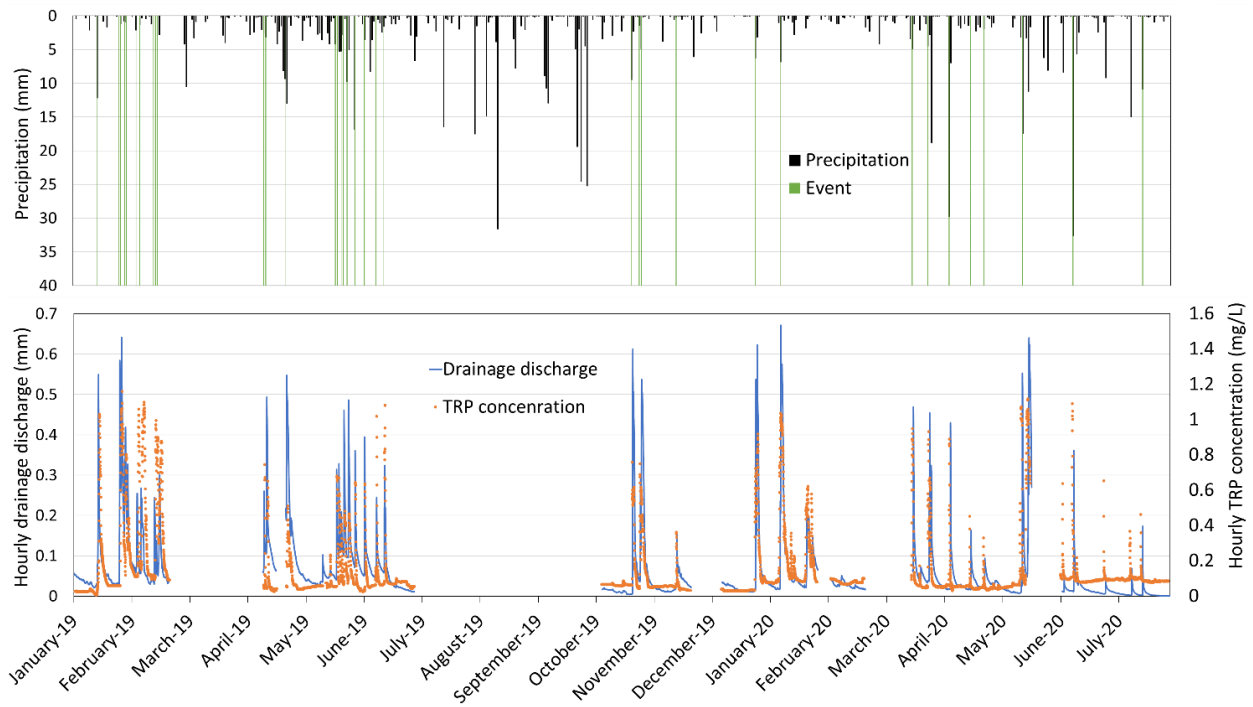 Precipitation (mm)
0
5
10
15
20
25
30
35
40
Precipitation
Event
Hourly drainage discharge (mm)
0.7
0.6
0.5
0.4
0.3
0.2
0.1
0
Drainage discharge
TRP concenration
1.6
1.4
1.2
1
0.8
0.6
0.4
0.2
0
Hourly TRP concentration (mg/L)
January-19
February-19
March-19
April-19
May-19
June-19
July-19
August-19
September-19
October-19
November-19
December-19
January-20
February-20
March-20
April-20
May-20
June-20
July-20